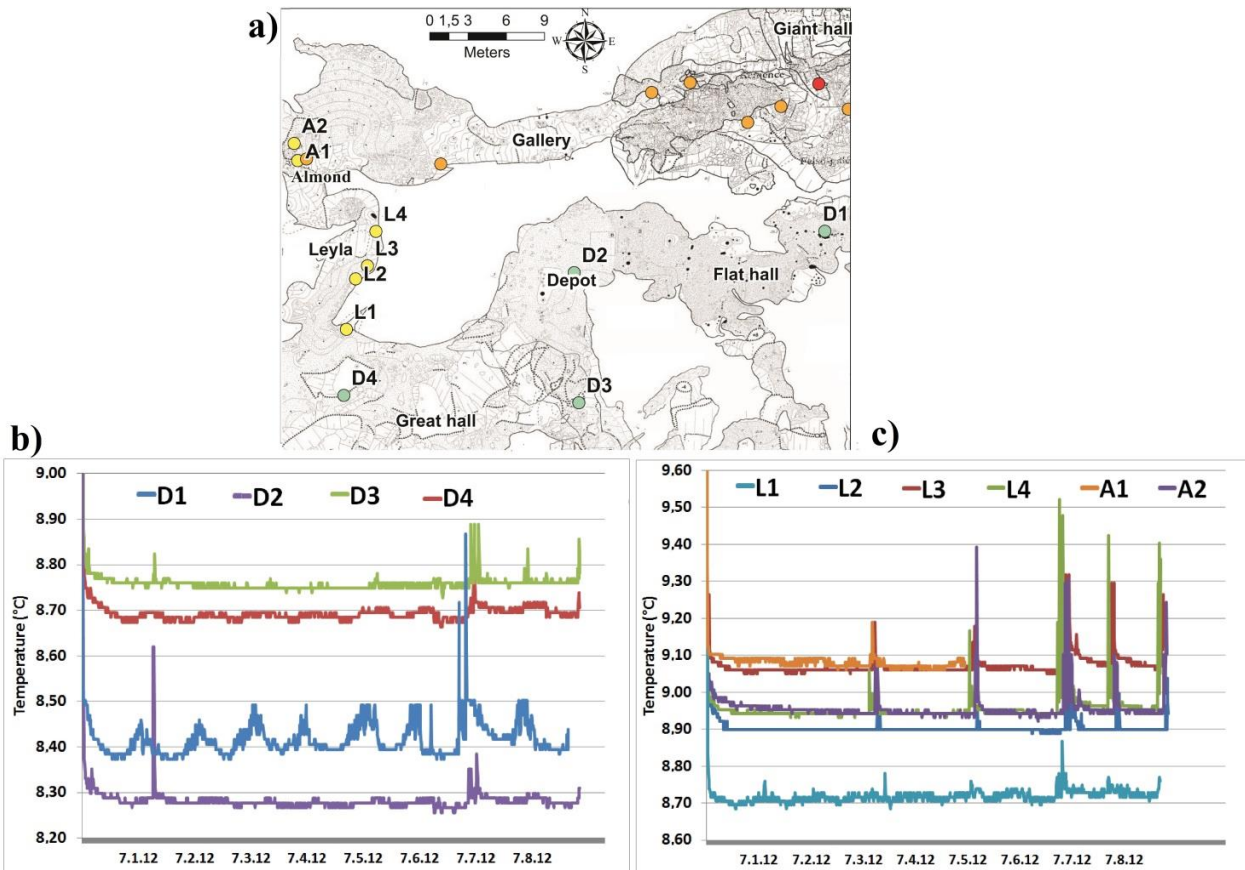 a)
0 1,5 3 6 9
Meters
N
W E
S
Giant hall
A2
A1
Almond
Gallery
L4
Leyla
L3
L2
L1
D1
D2
Depot
Flat hall
D4
D3
Great hall
b)
c)
9.00
8.90
8.80
8.70
8.60
8.50
8.40
8.30
8.20
Temperature (°C)
D1 D2 D3 D4
7.1.12 7.2.12 7.3.12 7.4.12 7.5.12 7.6.12 7.7.12 7.8.12
9.60
9.50
9.40
9.30
9.20
9.10
9.00
8.90
8.80
8.70
8.60
Temperature (°C)
L1 L2 L3 L4 A1 A2
7.1.12 7.2.12 7.3.12 7.4.12 7.5.12 7.6.12 7.7.12 7.8.12